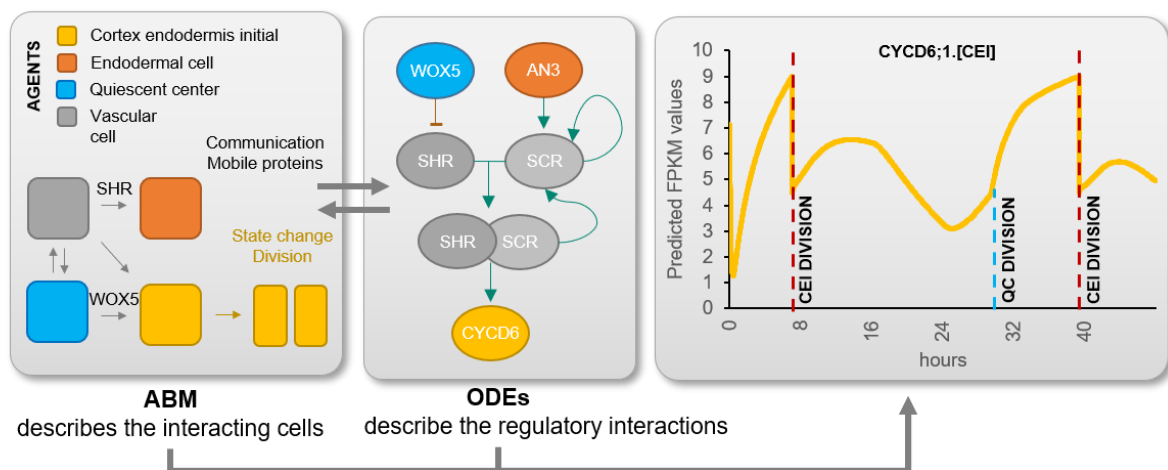 AGENTS
Cortex endodermis initial
Endodermal cell
Quiescent center
Vascular
cell
Communication
Mobile proteins
SHR
State change
Division
WOX5
ABM
describes the interacting cells
WOX5
AN3
SHR
SCR
SHR
SCR
CYCD6
ODEs
describe the regulatory interactions
CYCD6;1.[CEI]
Predicted FPKM values
10
9
8
7
6
5
4
3
2
1
0
CEI DIVISION
QC DIVISION
CEI DIVISION
0
8
16
24
32
40
hours